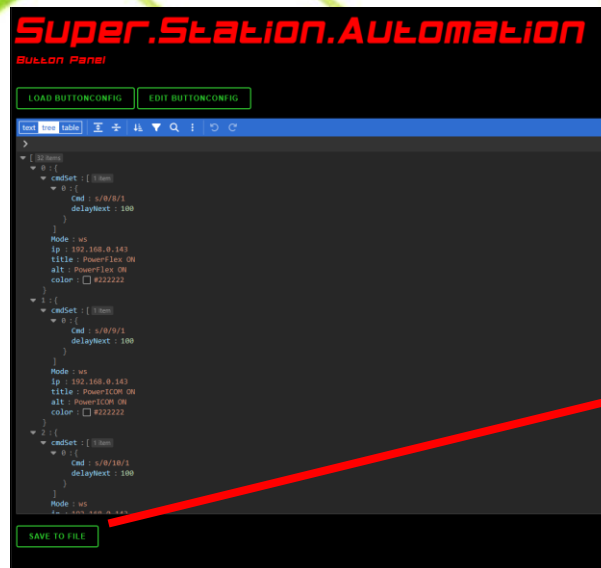 Super.Station.Automation
Button Panel
LOAD BUTTONCONFIG EDIT BUTTONCONFIG
text tree table
[ 32 items
0 : {
cmdSet : [ 1 item
0 : {
Cmd : s/0/8/1
delayNext : 100
}
]
Mode : ws
ip : 192.168.0.143
title : PowerFlex ON
alt : PowerFlex ON
color : #222222
}
1 : {
cmdSet : [ 1 item
0 : {
Cmd : s/0/9/1
delayNext : 100
}
]
Mode : ws
ip : 192.168.0.143
title : PowerICOM ON
alt : PowerICOM ON
color : #222222
}
2 : {
cmdSet : [ 1 item
0 : {
Cmd : s/0/10/1
delayNext : 100
}
]
Mode : ws
SAVE TO FILE